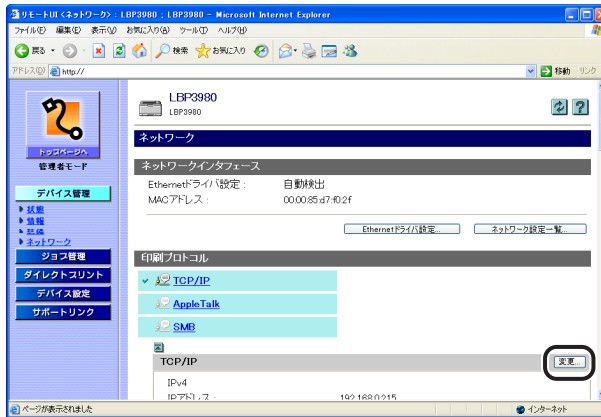 リモートUI <ネットワーク> : LBP3980 ; LBP3980 - Microsoft Internet Explorer
ファイル(F) 編集(E) 表示(V) お気に入り(A) ツール(T) ヘルプ(H)
戻る 検索 お気に入り
アドレス(D) http:// 移動 リンク
LBP3980
LBP3980
トップページへ
管理者モード
デバイス管理
状態
情報
ネットワーク
ジョブ管理
ダイレクトプリント
デバイス設定
サポートリンク
ネットワーク
ネットワークインタフェース
Ethernetドライバ設定 : 自動検出
MACアドレス : 00:00:85:d7:f0:2f
Ethernetドライバ設定... ネットワーク設定一覧...
印刷プロトコル
TCP/IP
AppleTalk
SMB
TCP/IP 変更...
IPv4
IPアドレス : 192.168.0.215
ページが表示されました インターネット